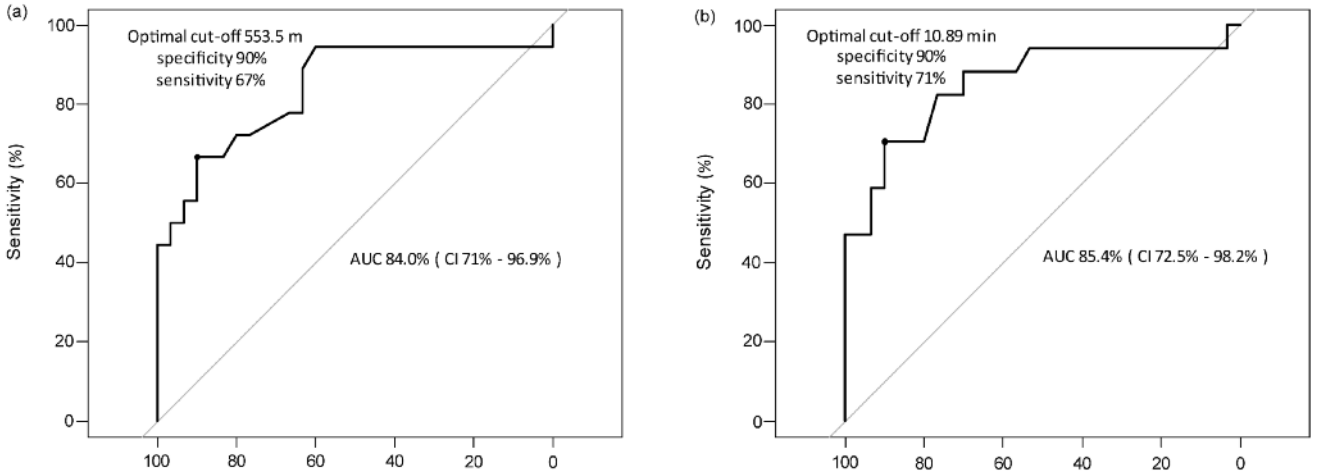 (a)
Optimal cut-off 553.5 m
specificity 90%
sensitivity 67%
AUC 84.0% ( CI 71% - 96.9% )
Sensitivity (%)
100
80
60
40
20
0
100 80 60 40 20 0
(b)
Optimal cut-off 10.89 min
specificity 90%
sensitivity 71%
AUC 85.4% ( CI 72.5% - 98.2% )
Sensitivity (%)
100
80
60
40
20
0
100 80 60 40 20 0